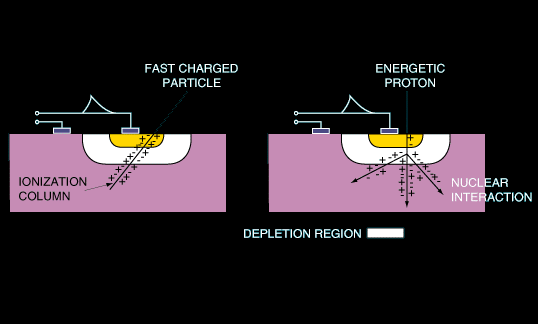 FAST CHARGED
PARTICLE
ENERGETIC
PROTON
IONIZATION
COLUMN
NUCLEAR
INTERACTION
DEPLETION REGION